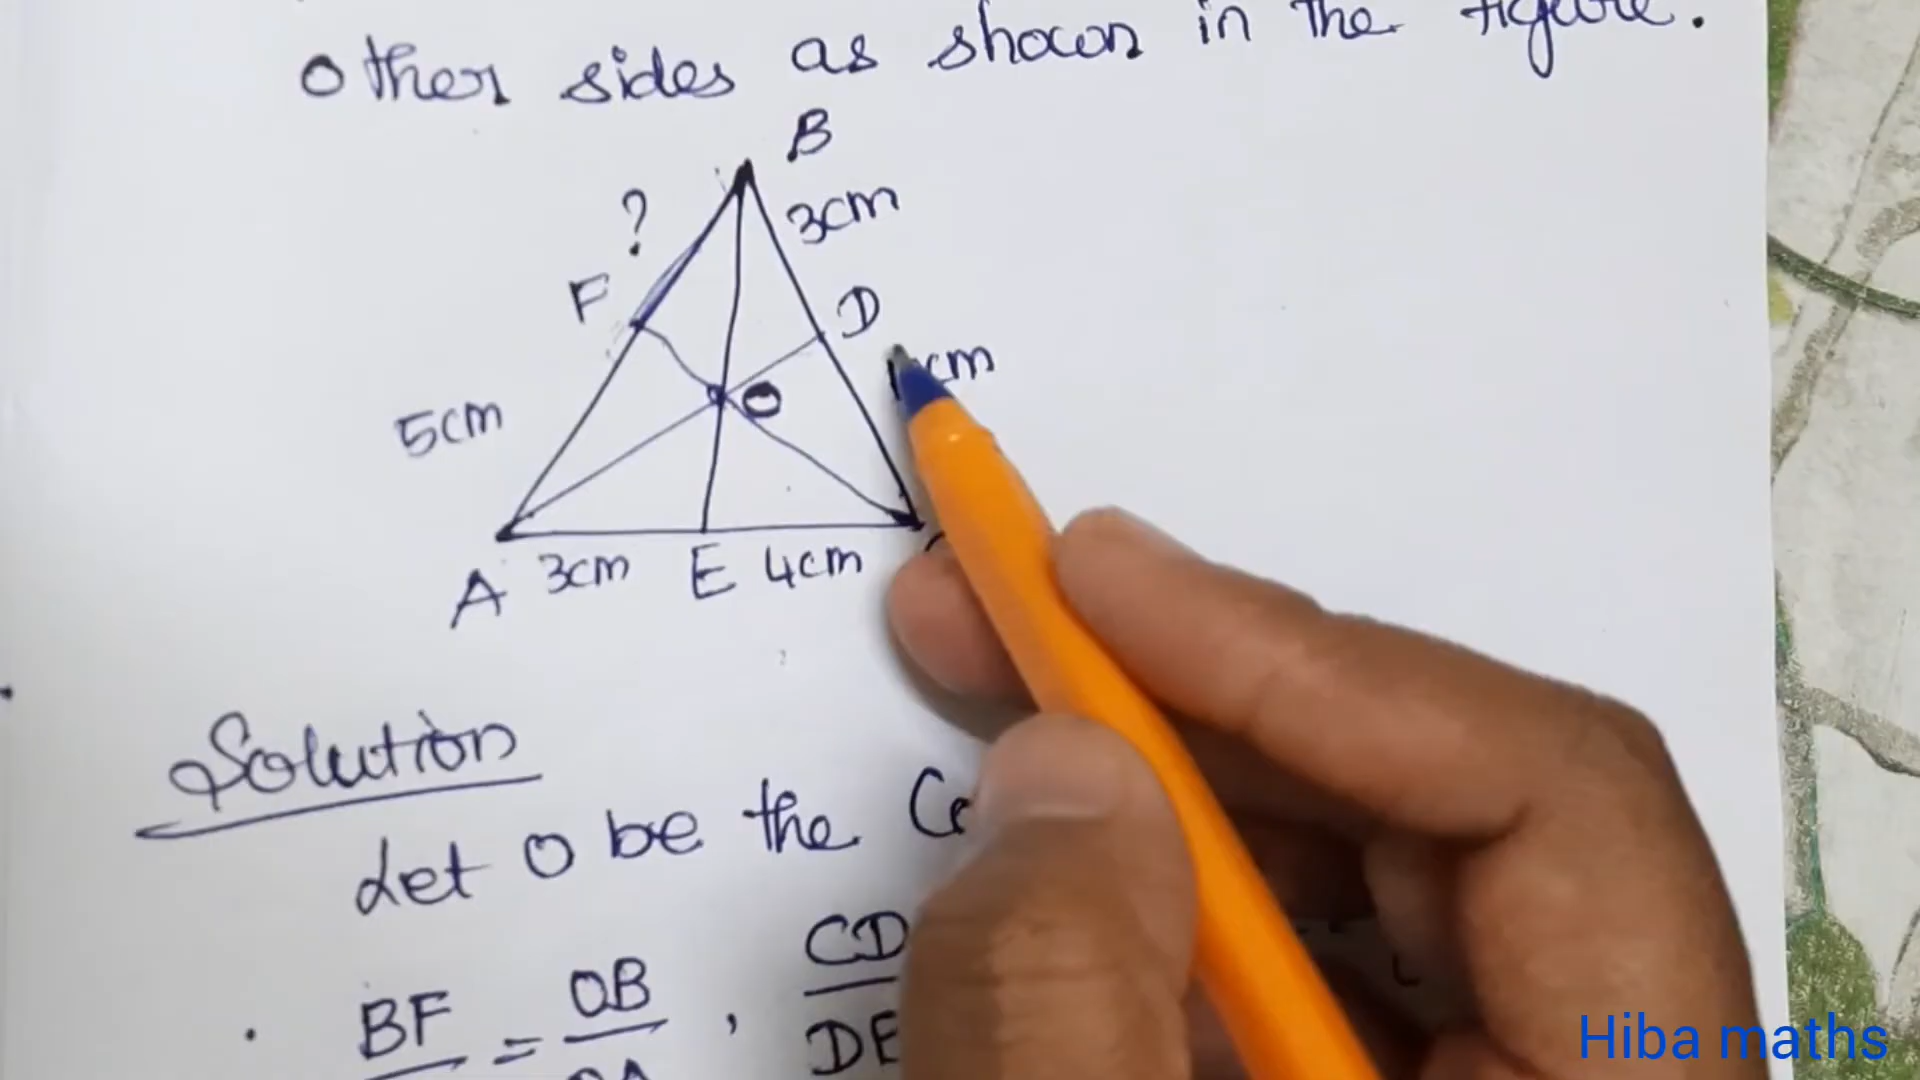 Other sides as shown in the figure.
B
?
3cm
F
D
cm
O
5cm
A 3cm E 4cm
Solution
Let O be the
BF = OB , CD
OA DE
Hiba maths